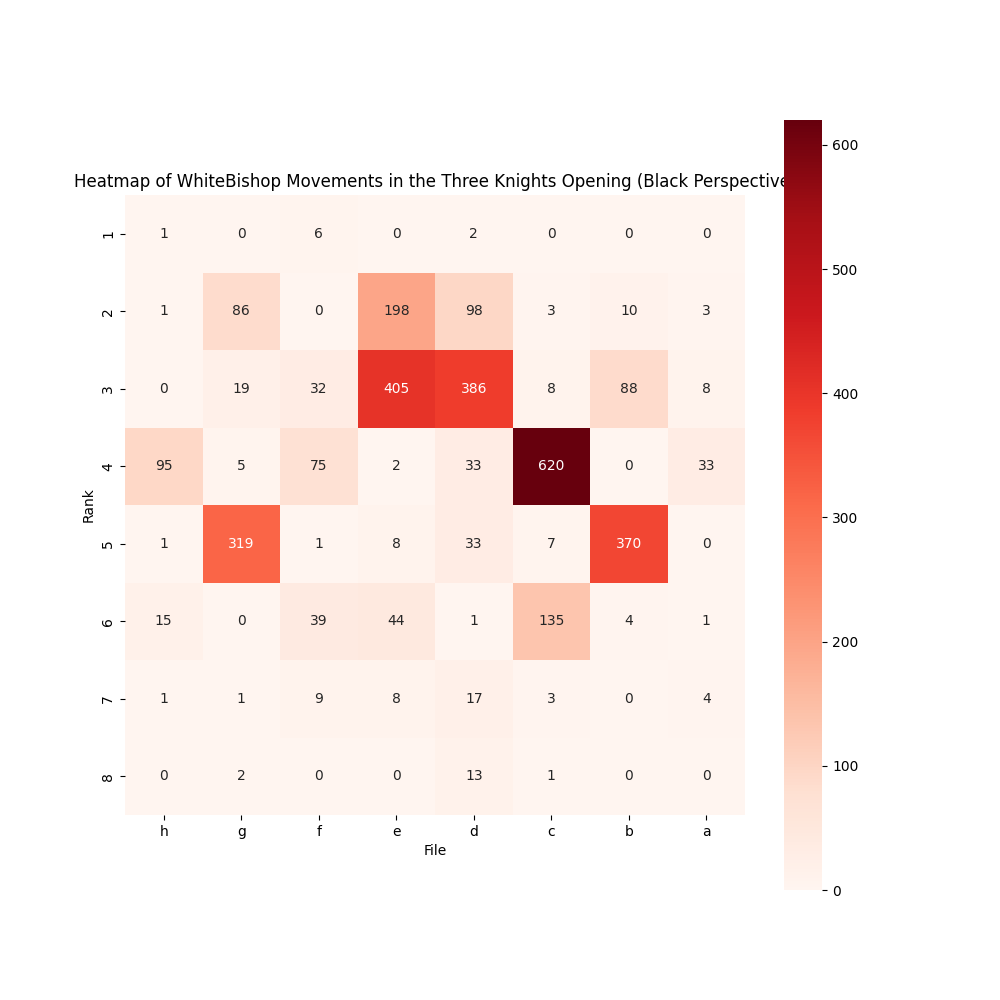 Heatmap of WhiteBishop Movements in the Three Knights Opening (Black Perspective
1 1 0 6 0 2 0 0 0
2 1 86 0 198 98 3 10 3
3 0 19 32 405 386 8 88 8
4 95 5 75 2 33 620 0 33
5 1 319 1 8 33 7 370 0
6 15 0 39 44 1 135 4 1
7 1 1 9 8 17 3 0 4
8 0 2 0 0 13 1 0 0
h g f e d c b a
File
Rank
600
500
400
300
200
100
0